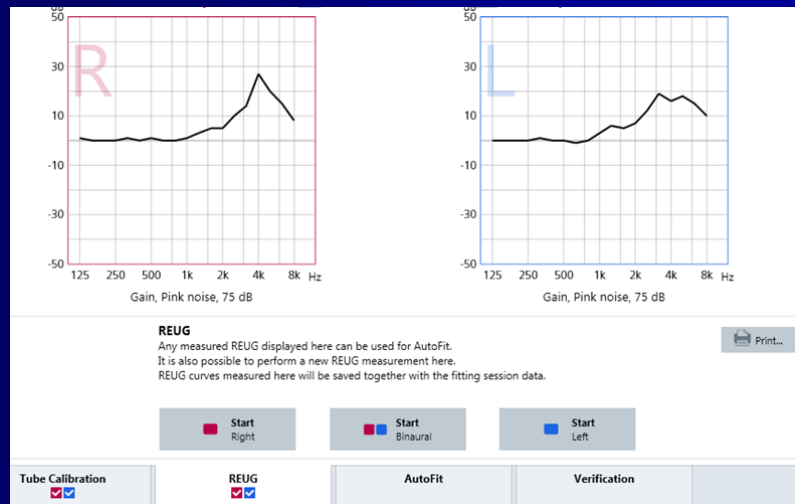 50
50
R
L
30
30
10
10
-10
-10
-30
-30
-50
-50
125 250 500 1k 2k 4k 8k Hz
125 250 500 1k 2k 4k 8k Hz
Gain, Pink noise, 75 dB
Gain, Pink noise, 75 dB
REUG
Any measured REUG displayed here can be used for AutoFit.
It is also possible to perform a new REUG measurement here.
REUG curves measured here will be saved together with the fitting session data.
Print...
Start
Right
Start
Binaural
Start
Left
Tube Calibration
REUG
AutoFit
Verification